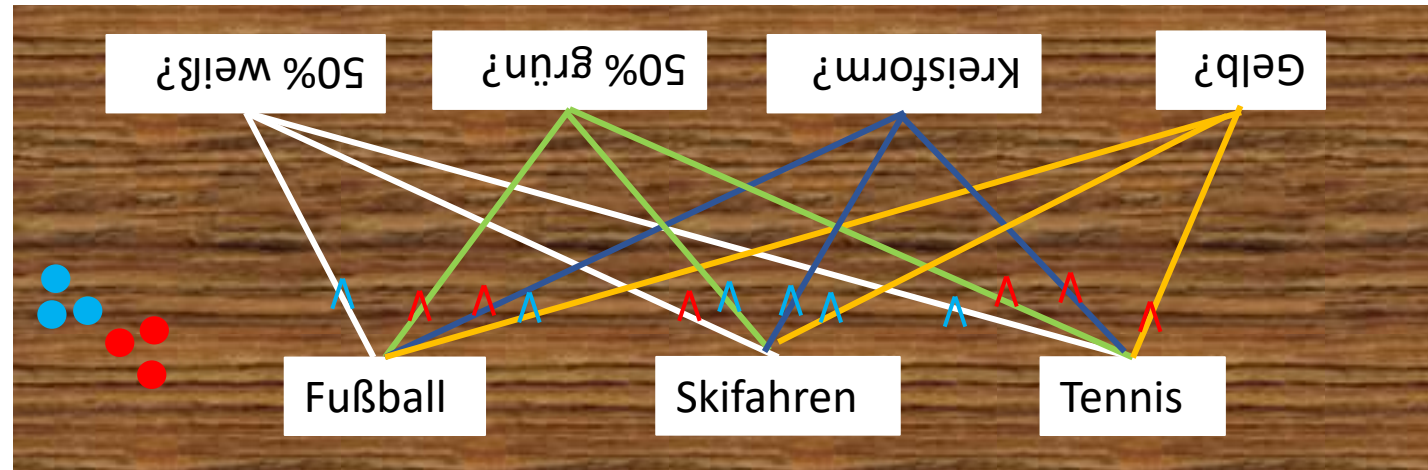 50% weiß?
50% grün?
Kreisform?
Gelb?
Fußball
Skifahren
Tennis